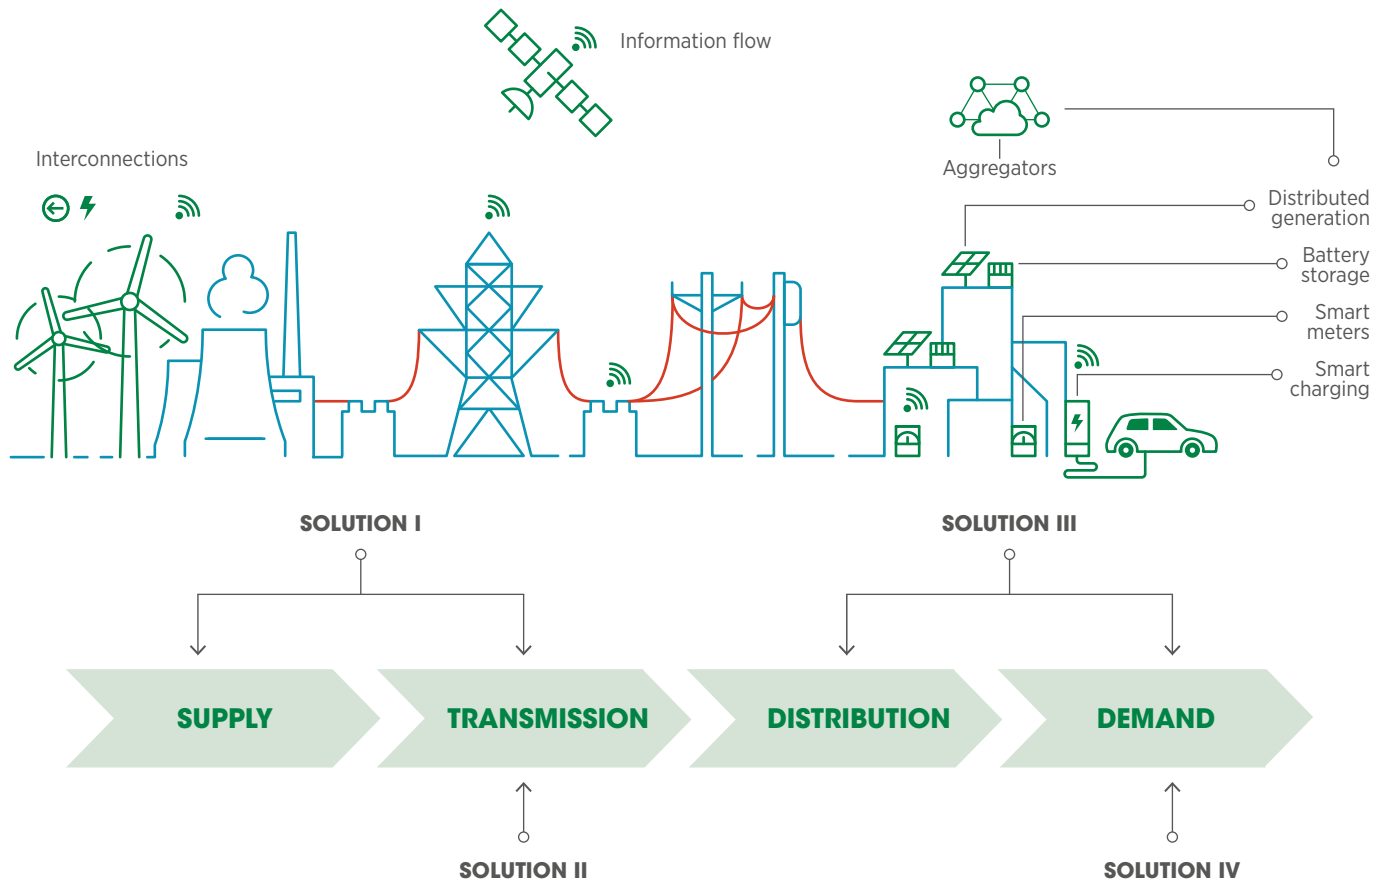 Information flow
Interconnections
Aggregators
Distributed
generation
Battery
storage
Smart
meters
Smart
charging
SOLUTION I
SOLUTION III
SUPPLY
TRANSMISSION
DISTRIBUTION
DEMAND
SOLUTION II
SOLUTION IV